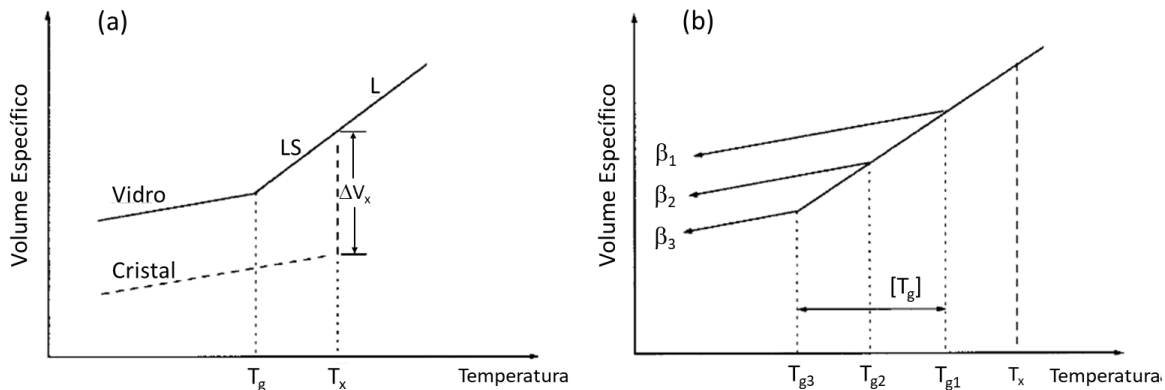 (a)
Volume Específico
L
LS
Vidro
ΔVx
Cristal
Tg
Tx
Temperatura
(b)
Volume Específico
β1
β2
β3
[Tg]
Tg3
Tg2
Tg1
Tx
Temperatura